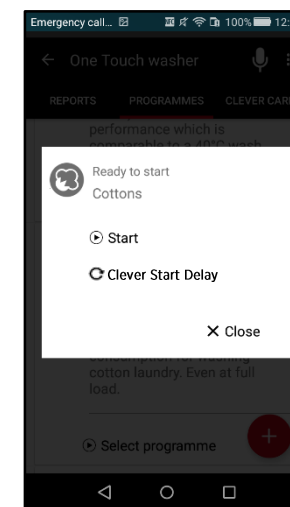 Emergency call... 100% 12:
One Touch washer
REPORTS PROGRAMMES CLEVER CAR
performance which is
comparable to a 40°C wash
Ready to start
Cottons
Start
Clever Start Delay
Close
consumption for washing
cotton laundry. Even at full
load.
Select programme